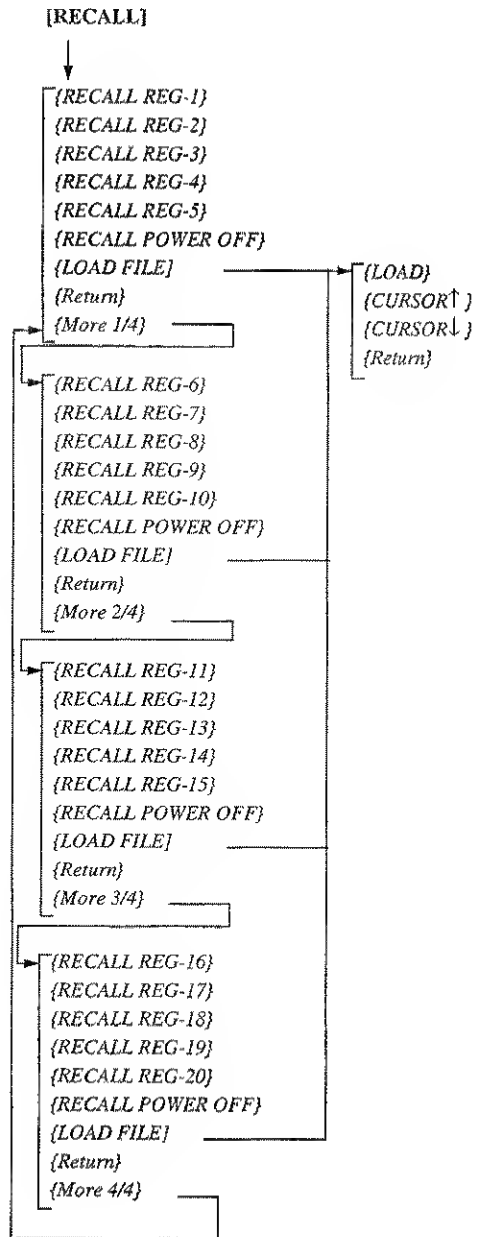 [RECALL]
{RECALL REG-1}
{RECALL REG-2}
{RECALL REG-3}
{RECALL REG-4}
{RECALL REG-5}
{RECALL POWER OFF}
{LOAD FILE]
{Return}
{More 1/4}
{LOAD}
{CURSOR↑ }
{CURSOR↓ }
{Return}
{RECALL REG-6}
{RECALL REG-7}
{RECALL REG-8}
{RECALL REG-9}
{RECALL REG-10}
{RECALL POWER OFF}
{LOAD FILE]
{Return}
{More 2/4}
{RECALL REG-11}
{RECALL REG-12}
{RECALL REG-13}
{RECALL REG-14}
{RECALL REG-15}
{RECALL POWER OFF}
{LOAD FILE]
{Return}
{More 3/4}
{RECALL REG-16}
{RECALL REG-17}
{RECALL REG-18}
{RECALL REG-19}
{RECALL REG-20}
{RECALL POWER OFF}
{LOAD FILE]
{Return}
{More 4/4}